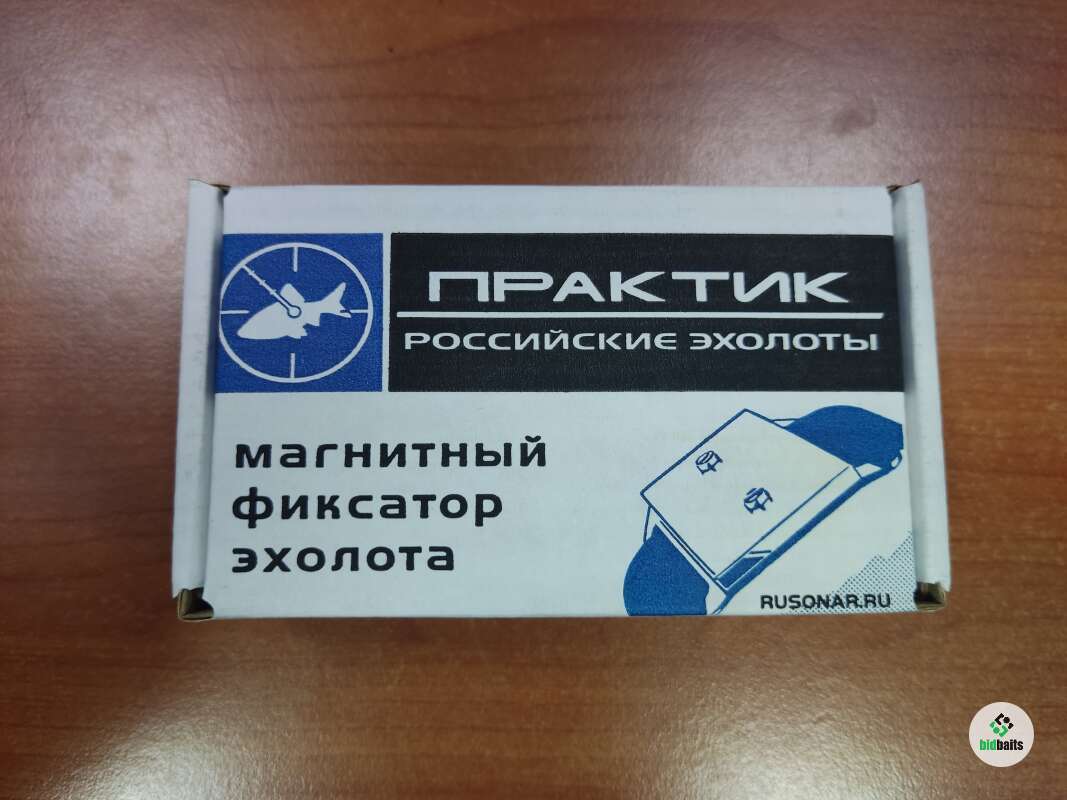 ПРАКТИК
РОССИЙСКИЕ ЭХОЛОТЫ
магнитный
фиксатор
эхолота
RUSONAR.RU
bidbaits